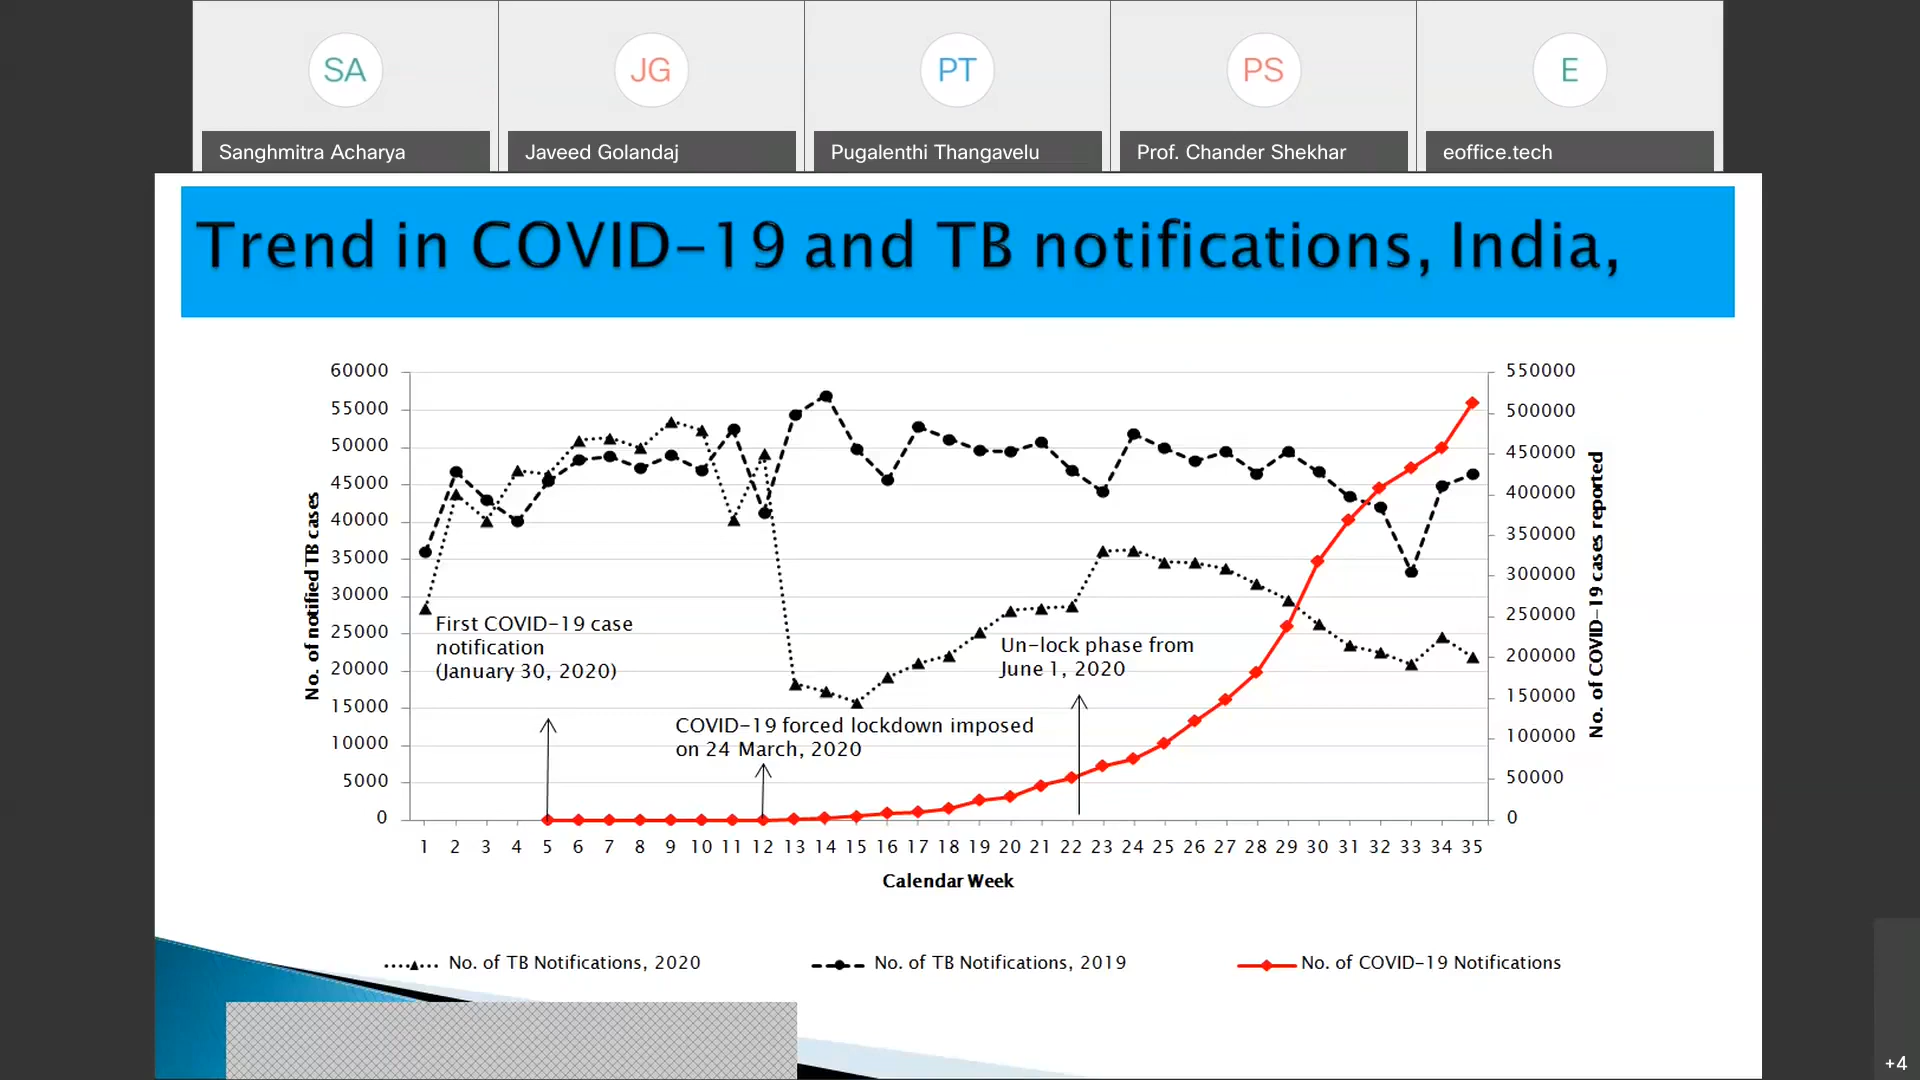 SA
JG
PT
PS
E
Sanghmitra Acharya
Javeed Golandaj
Pugalenthi Thangavelu
Prof. Chander Shekhar
eoffice.tech
Trend in COVID-19 and TB notifications, India,
60000
55000
50000
45000
40000
35000
30000
25000
20000
15000
10000
5000
0
No. of notified TB cases
550000
500000
450000
400000
350000
300000
250000
200000
150000
100000
50000
0
No. of COVID-19 cases reported
First COVID-19 case
notification
(January 30, 2020)
COVID-19 forced lockdown imposed
on 24 March, 2020
Un-lock phase from
June 1, 2020
1 2 3 4 5 6 7 8 9 10 11 12 13 14 15 16 17 18 19 20 21 22 23 24 25 26 27 28 29 30 31 32 33 34 35
Calendar Week
No. of TB Notifications, 2020
No. of TB Notifications, 2019
No. of COVID-19 Notifications
+4